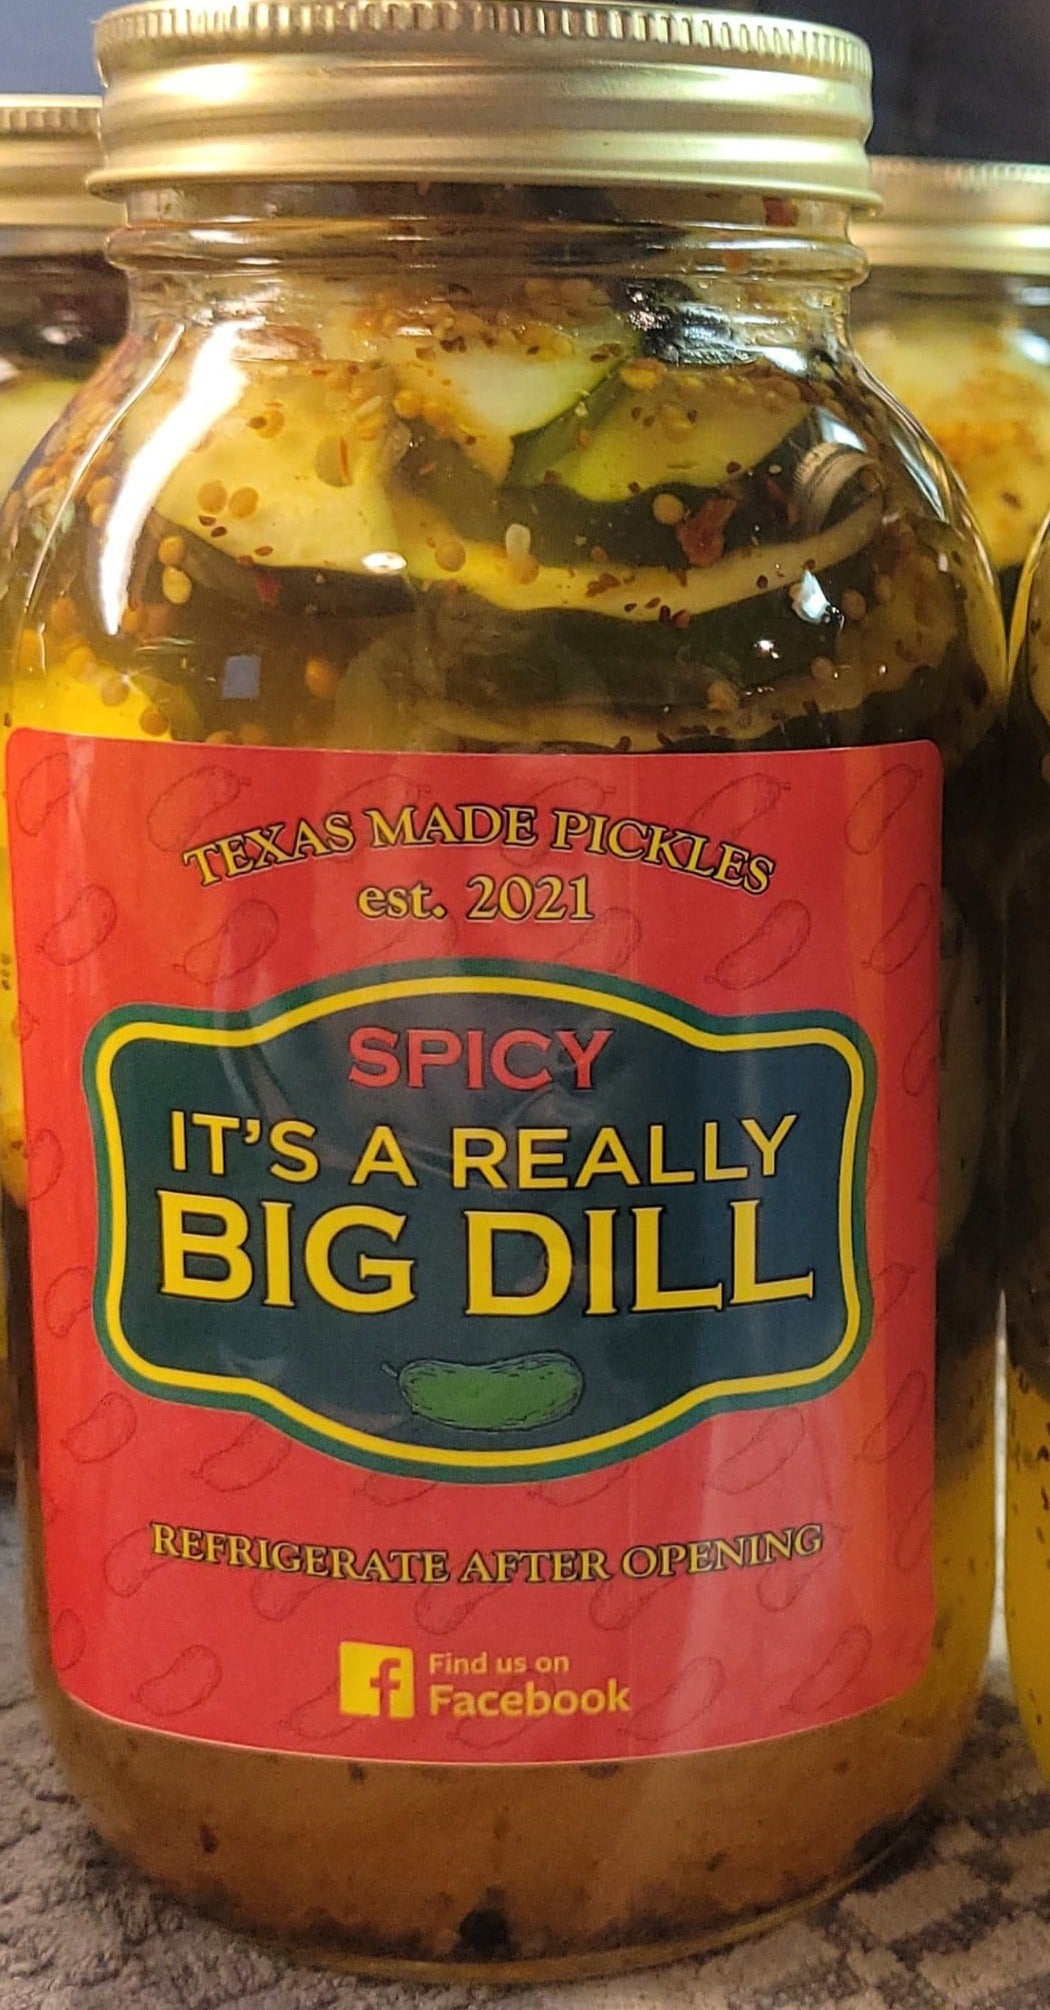 TEXAS MADE PICKLES
est. 2021
SPICY
IT'S A REALLY
BIG DILL
REFRIGERATE AFTER OPENING
f
Find us on
Facebook